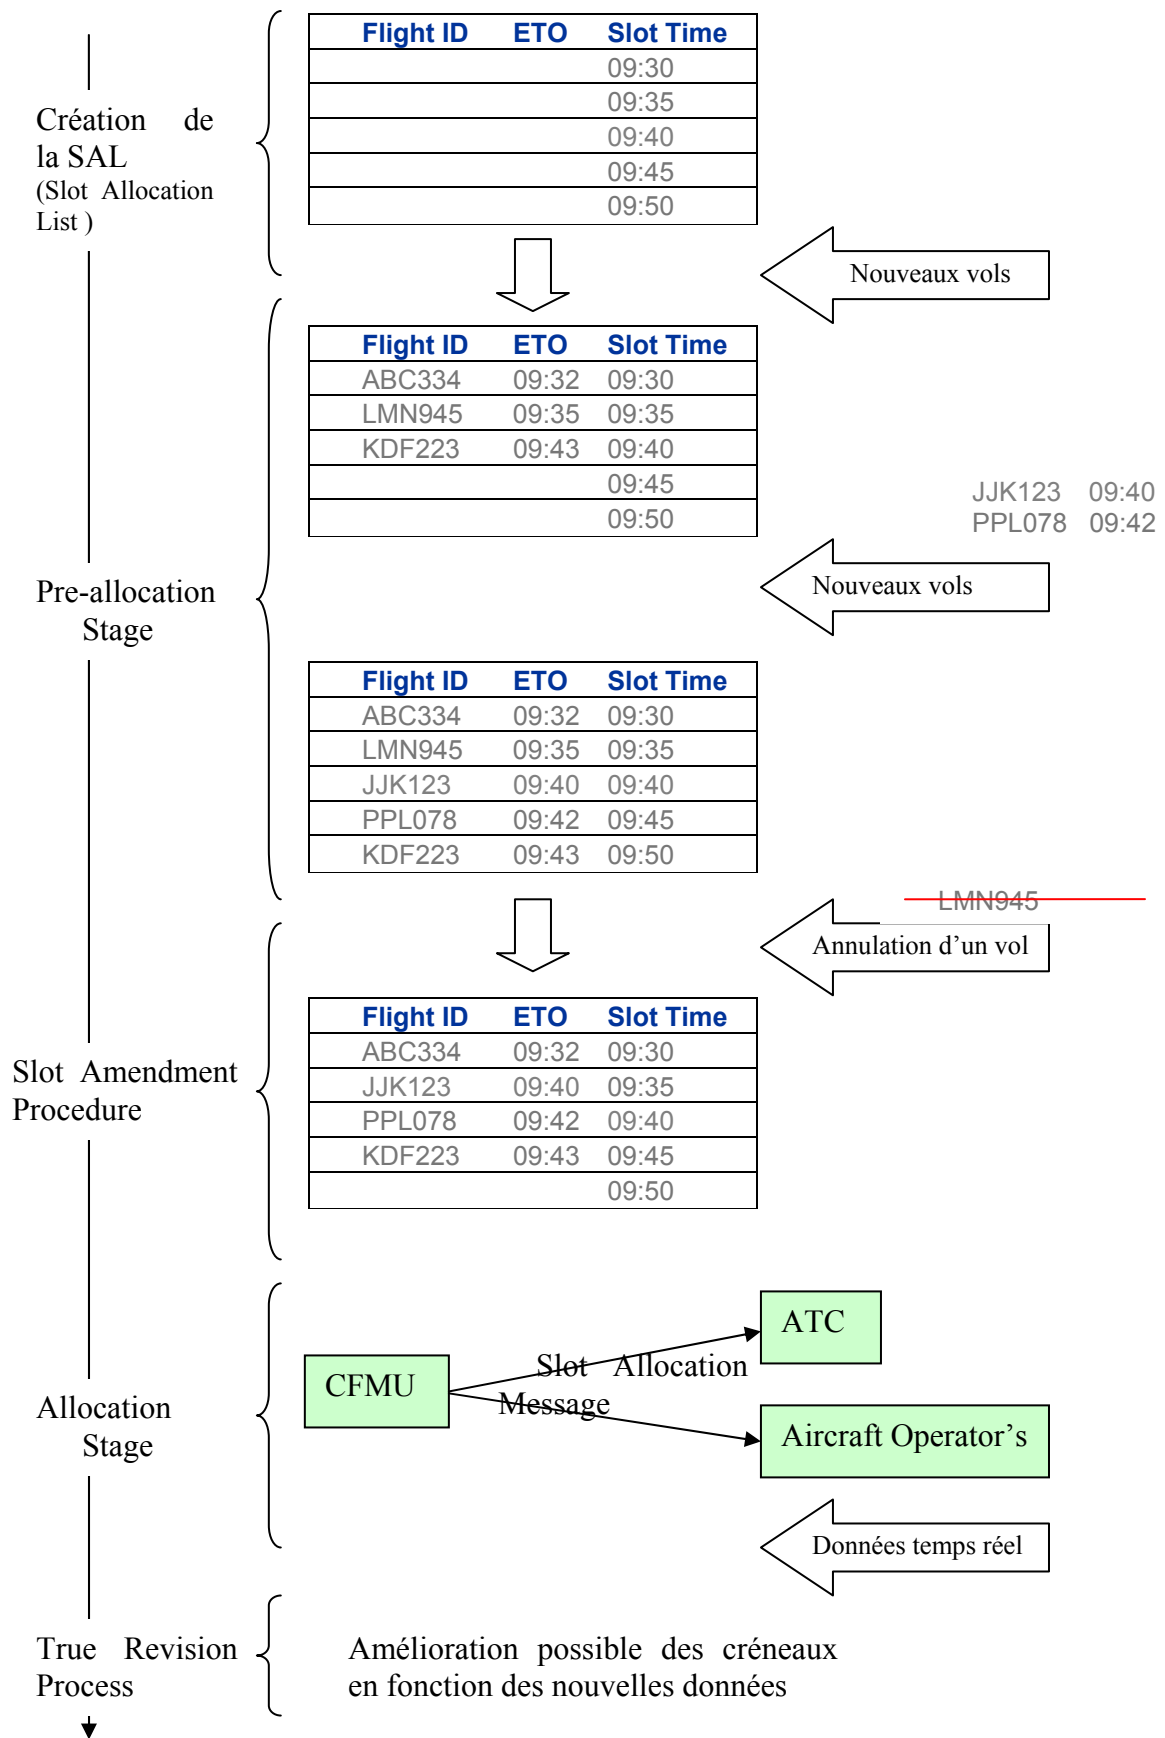 Flight ID ETO Slot Time
09:30
09:35
09:40
09:45
09:50
Création de
la SAL
(Slot Allocation
List )
Nouveaux vols
Flight ID ETO Slot Time
ABC334 09:32 09:30
LMN945 09:35 09:35
KDF223 09:43 09:40
09:45
09:50
JJK123 09:40
PPL078 09:42
Nouveaux vols
Pre-allocation
Stage
Flight ID ETO Slot Time
ABC334 09:32 09:30
LMN945 09:35 09:35
JJK123 09:40 09:40
PPL078 09:42 09:45
KDF223 09:43 09:50
LMN945
Annulation d’un vol
Flight ID ETO Slot Time
ABC334 09:32 09:30
JJK123 09:40 09:35
PPL078 09:42 09:40
KDF223 09:43 09:45
09:50
Slot Amendment
Procedure
ATC
CFMU
Slot Allocation
Message
Aircraft Operator’s
Allocation
Stage
Données temps réel
True Revision
Process
Amélioration possible des créneaux
en fonction des nouvelles données